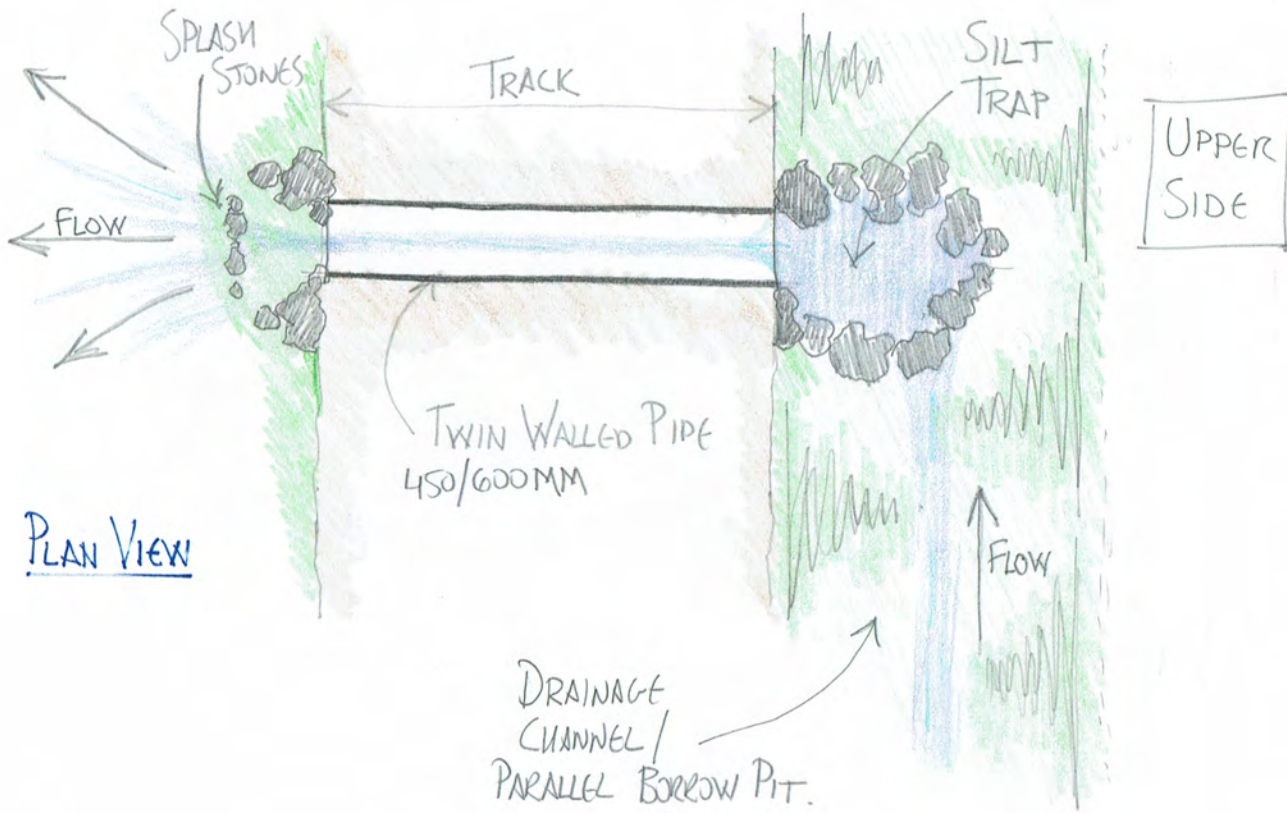 SPLASH
STONES
TRACK
SILT
TRAP
UPPER
SIDE
FLOW
TWIN WALLED PIPE
450/600MM
PLAN VIEW
FLOW
DRAINAGE
CHANNEL/
PARALLEL BORROW PIT.